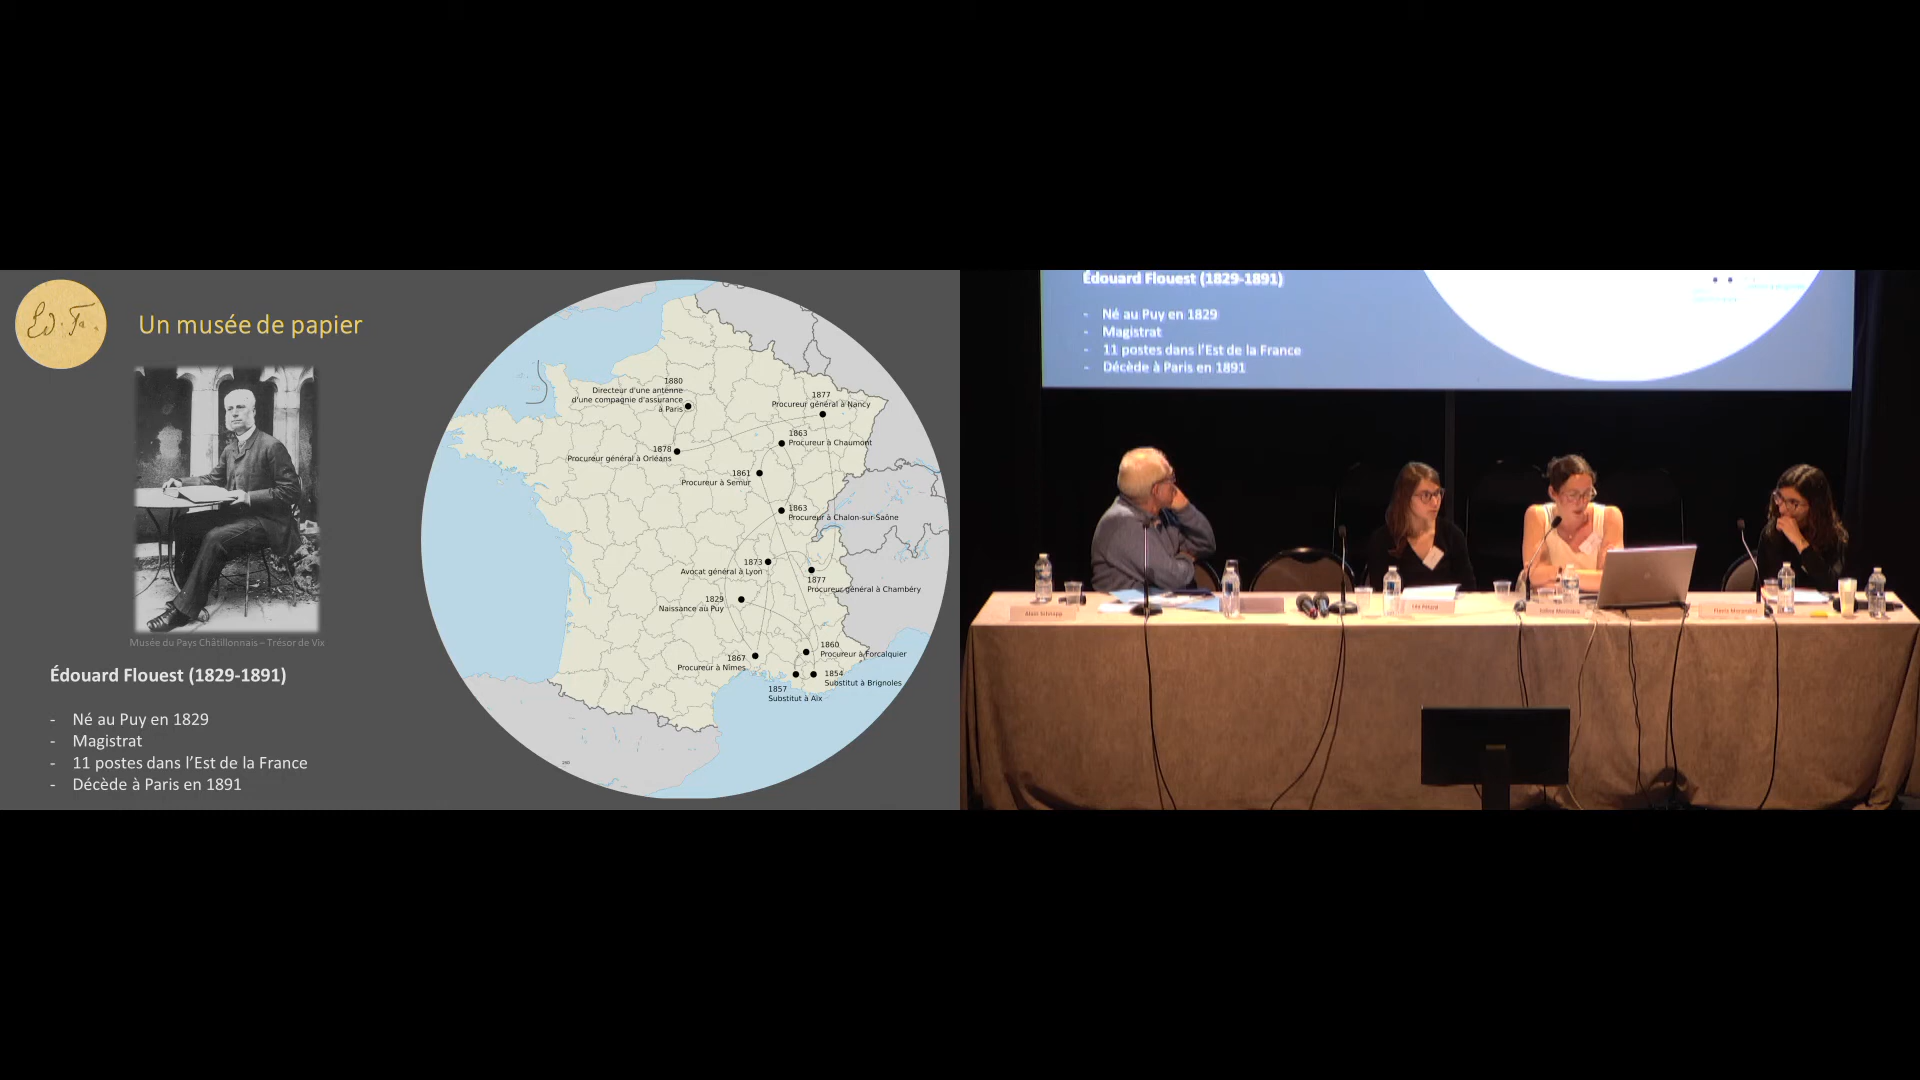 Ed. Fa.
Un musée de papier
Musée du Pays Châtillonnais – Trésor de Vix
Édouard Flouest (1829-1891)
- Né au Puy en 1829
- Magistrat
- 11 postes dans l'Est de la France
- Décède à Paris en 1891
1880
Directeur d'une antenne
d'une compagnie d'assurance
à Paris
1877
Procureur général à Nancy
1863
Procureur à Chaumont
1878
Procureur général à Orléans
1861
Procureur à Semur
1863
Procureur à Chalon-sur-Saône
1873
Avocat général à Lyon
1877
Procureur général à Chambéry
1829
Naissance au Puy
1860
Procureur à Forcalquier
1867
Procureur à Nîmes
1854
Substitut à Brignoles
1857
Substitut à Aix
Édouard Flouest (1829-1891)
- Né au Puy en 1829
- Magistrat
- 11 postes dans l'Est de la France
- Décède à Paris en 1891
Alain Schnapp